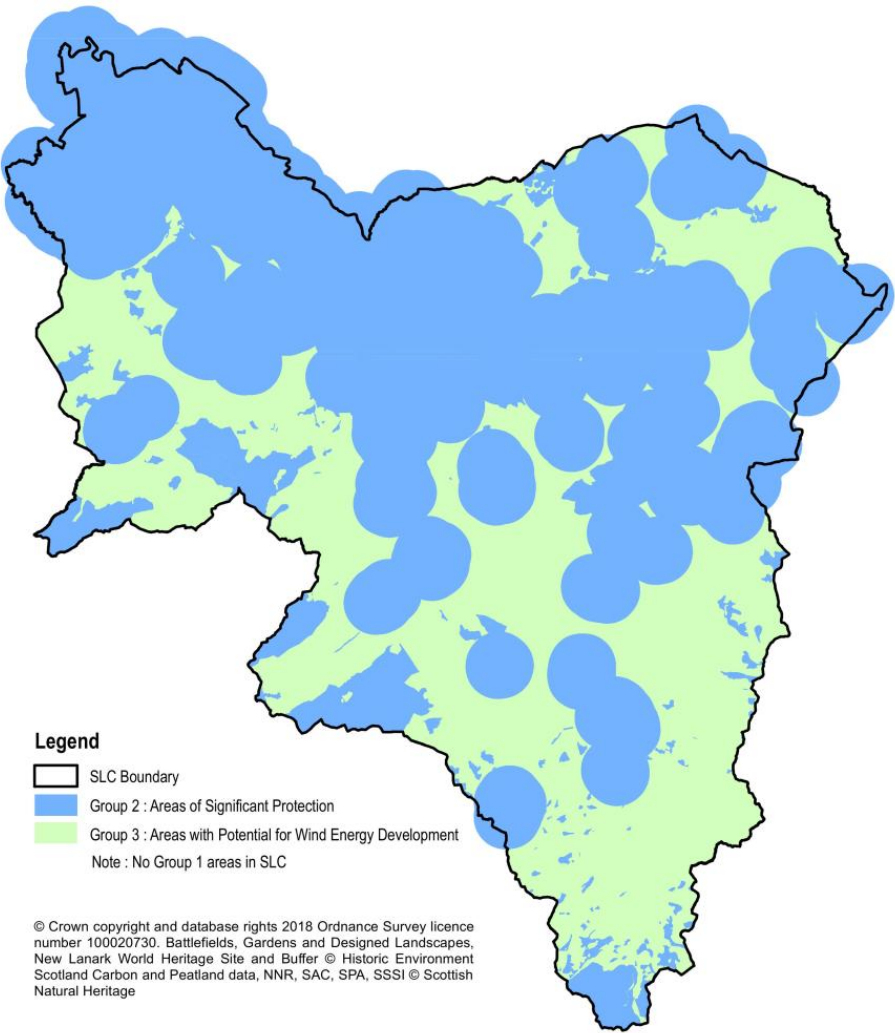 Legend
SLC Boundary
Group 2 : Areas of Significant Protection
Group 3 : Areas with Potential for Wind Energy Development
Note : No Group 1 areas in SLC
© Crown copyright and database rights 2018 Ordnance Survey licence
number 100020730. Battlefields, Gardens and Designed Landscapes,
New Lanark World Heritage Site and Buffer © Historic Environment
Scotland Carbon and Peatland data, NNR, SAC, SPA, SSSI © Scottish
Natural Heritage